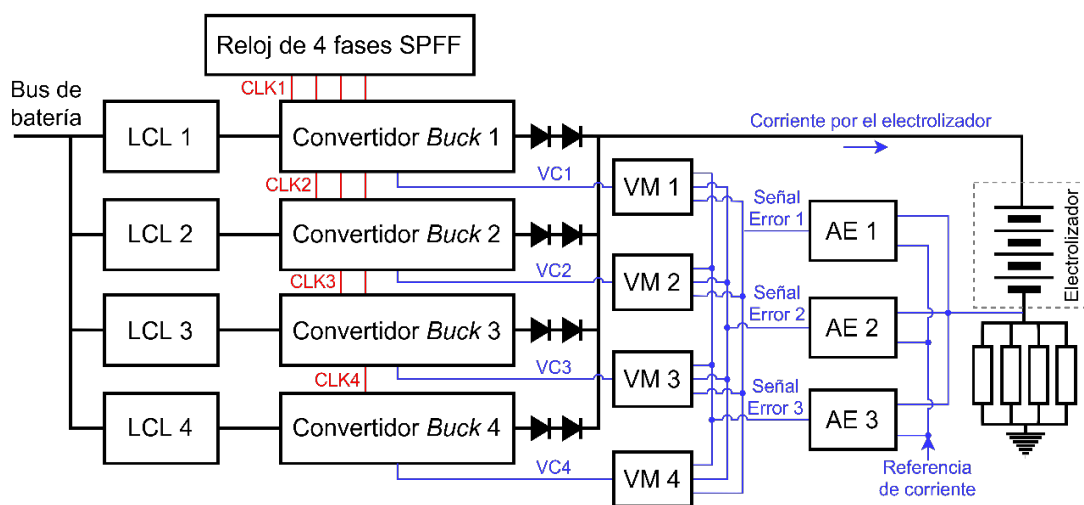 Reloj de 4 fases SPFF
CLK1
Bus de
batería
LCL 1
Convertidor Buck 1
Corriente por el electrolizador
VC1
VM 1
CLK2
Señal
Error 1
AE 1
LCL 2
Convertidor Buck 2
Electrolizador
CLK3
VC2
VM 2
Señal
Error 2
AE 2
LCL 3
Convertidor Buck 3
CLK4
VC3
VM 3
Señal
Error 3
AE 3
LCL 4
Convertidor Buck 4
VC4
VM 4
Referencia
de corriente